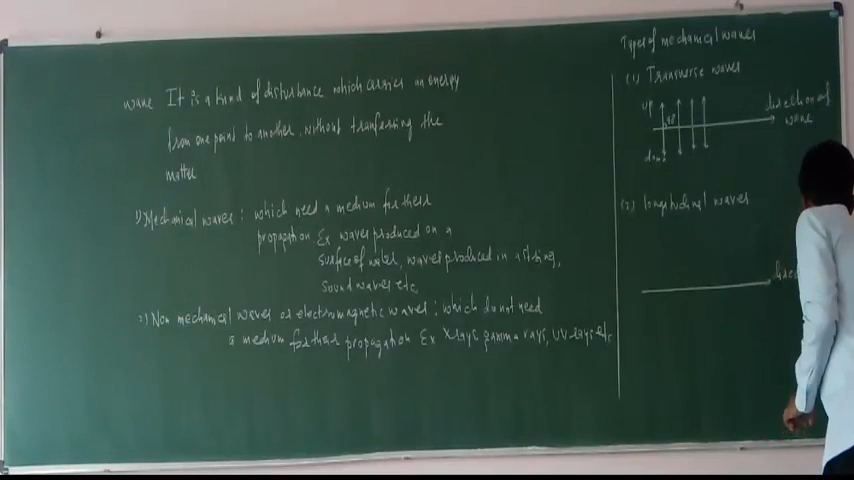 wave It is a kind of disturbance which carries an energy
from one point to another, without tranferring the
matter
1) Mechanical waves : which need a medium for their
propagation Ex waves produced on a
surface of water, waves produced in a string,
sound waves etc.
2) Non mechanical waves or electromagnetic waves : which do not need
a medium for their propagation Ex X rays gamma rays, UV rays etc
Types of mechanical waves
(1) Transverse waves
up
90
direction of
wave
down
(2) longitudinal waves